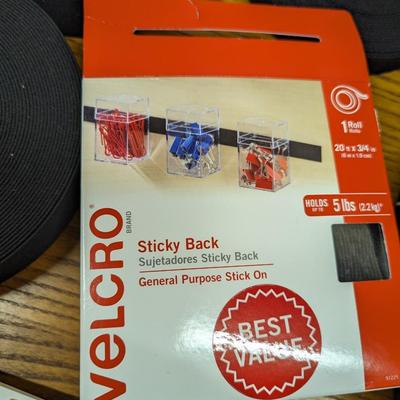 1 Roll
Rollo
20 ft x 3/4 in
(6 m x 1.9 cm)
HOLDS
UP TO
5 lbs (2.2 kg)*
VELCRO
BRAND
Sticky Back
Sujetadores Sticky Back
General Purpose Stick On
BEST
VALUE